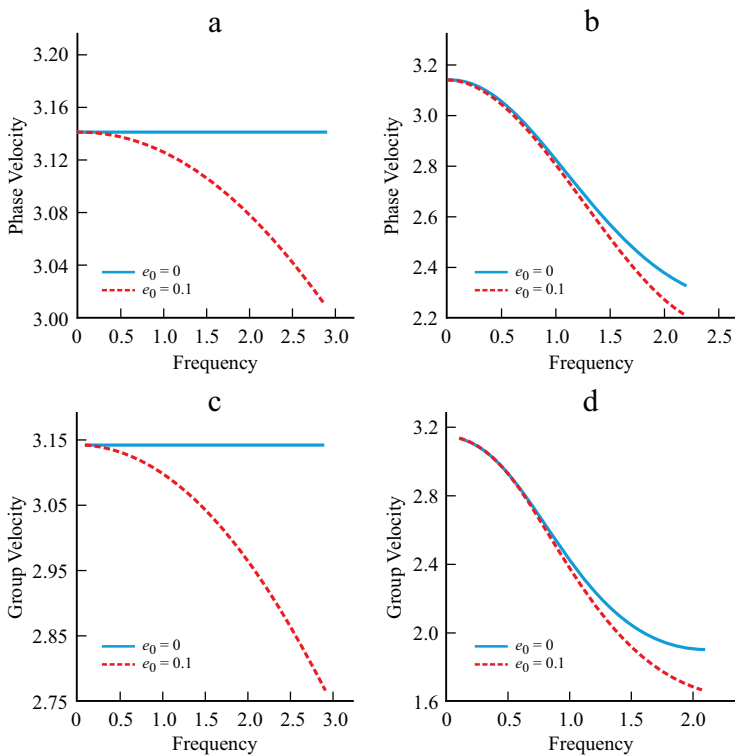 a
3.20
3.16
3.12
3.08
3.04
3.00
Phase Velocity
e0 = 0
e0 = 0.1
0 0.5 1.0 1.5 2.0 2.5 3.0
Frequency
b
3.2
3.0
2.8
2.6
2.4
2.2
Phase Velocity
e0 = 0
e0 = 0.1
0 0.5 1.0 1.5 2.0 2.5
Frequency
c
3.15
3.05
2.95
2.85
2.75
Group Velocity
e0 = 0
e0 = 0.1
0 0.5 1.0 1.5 2.0 2.5 3.0
Frequency
d
3.2
2.8
2.4
2.0
1.6
Group Velocity
e0 = 0
e0 = 0.1
0 0.5 1.0 1.5 2.0
Frequency